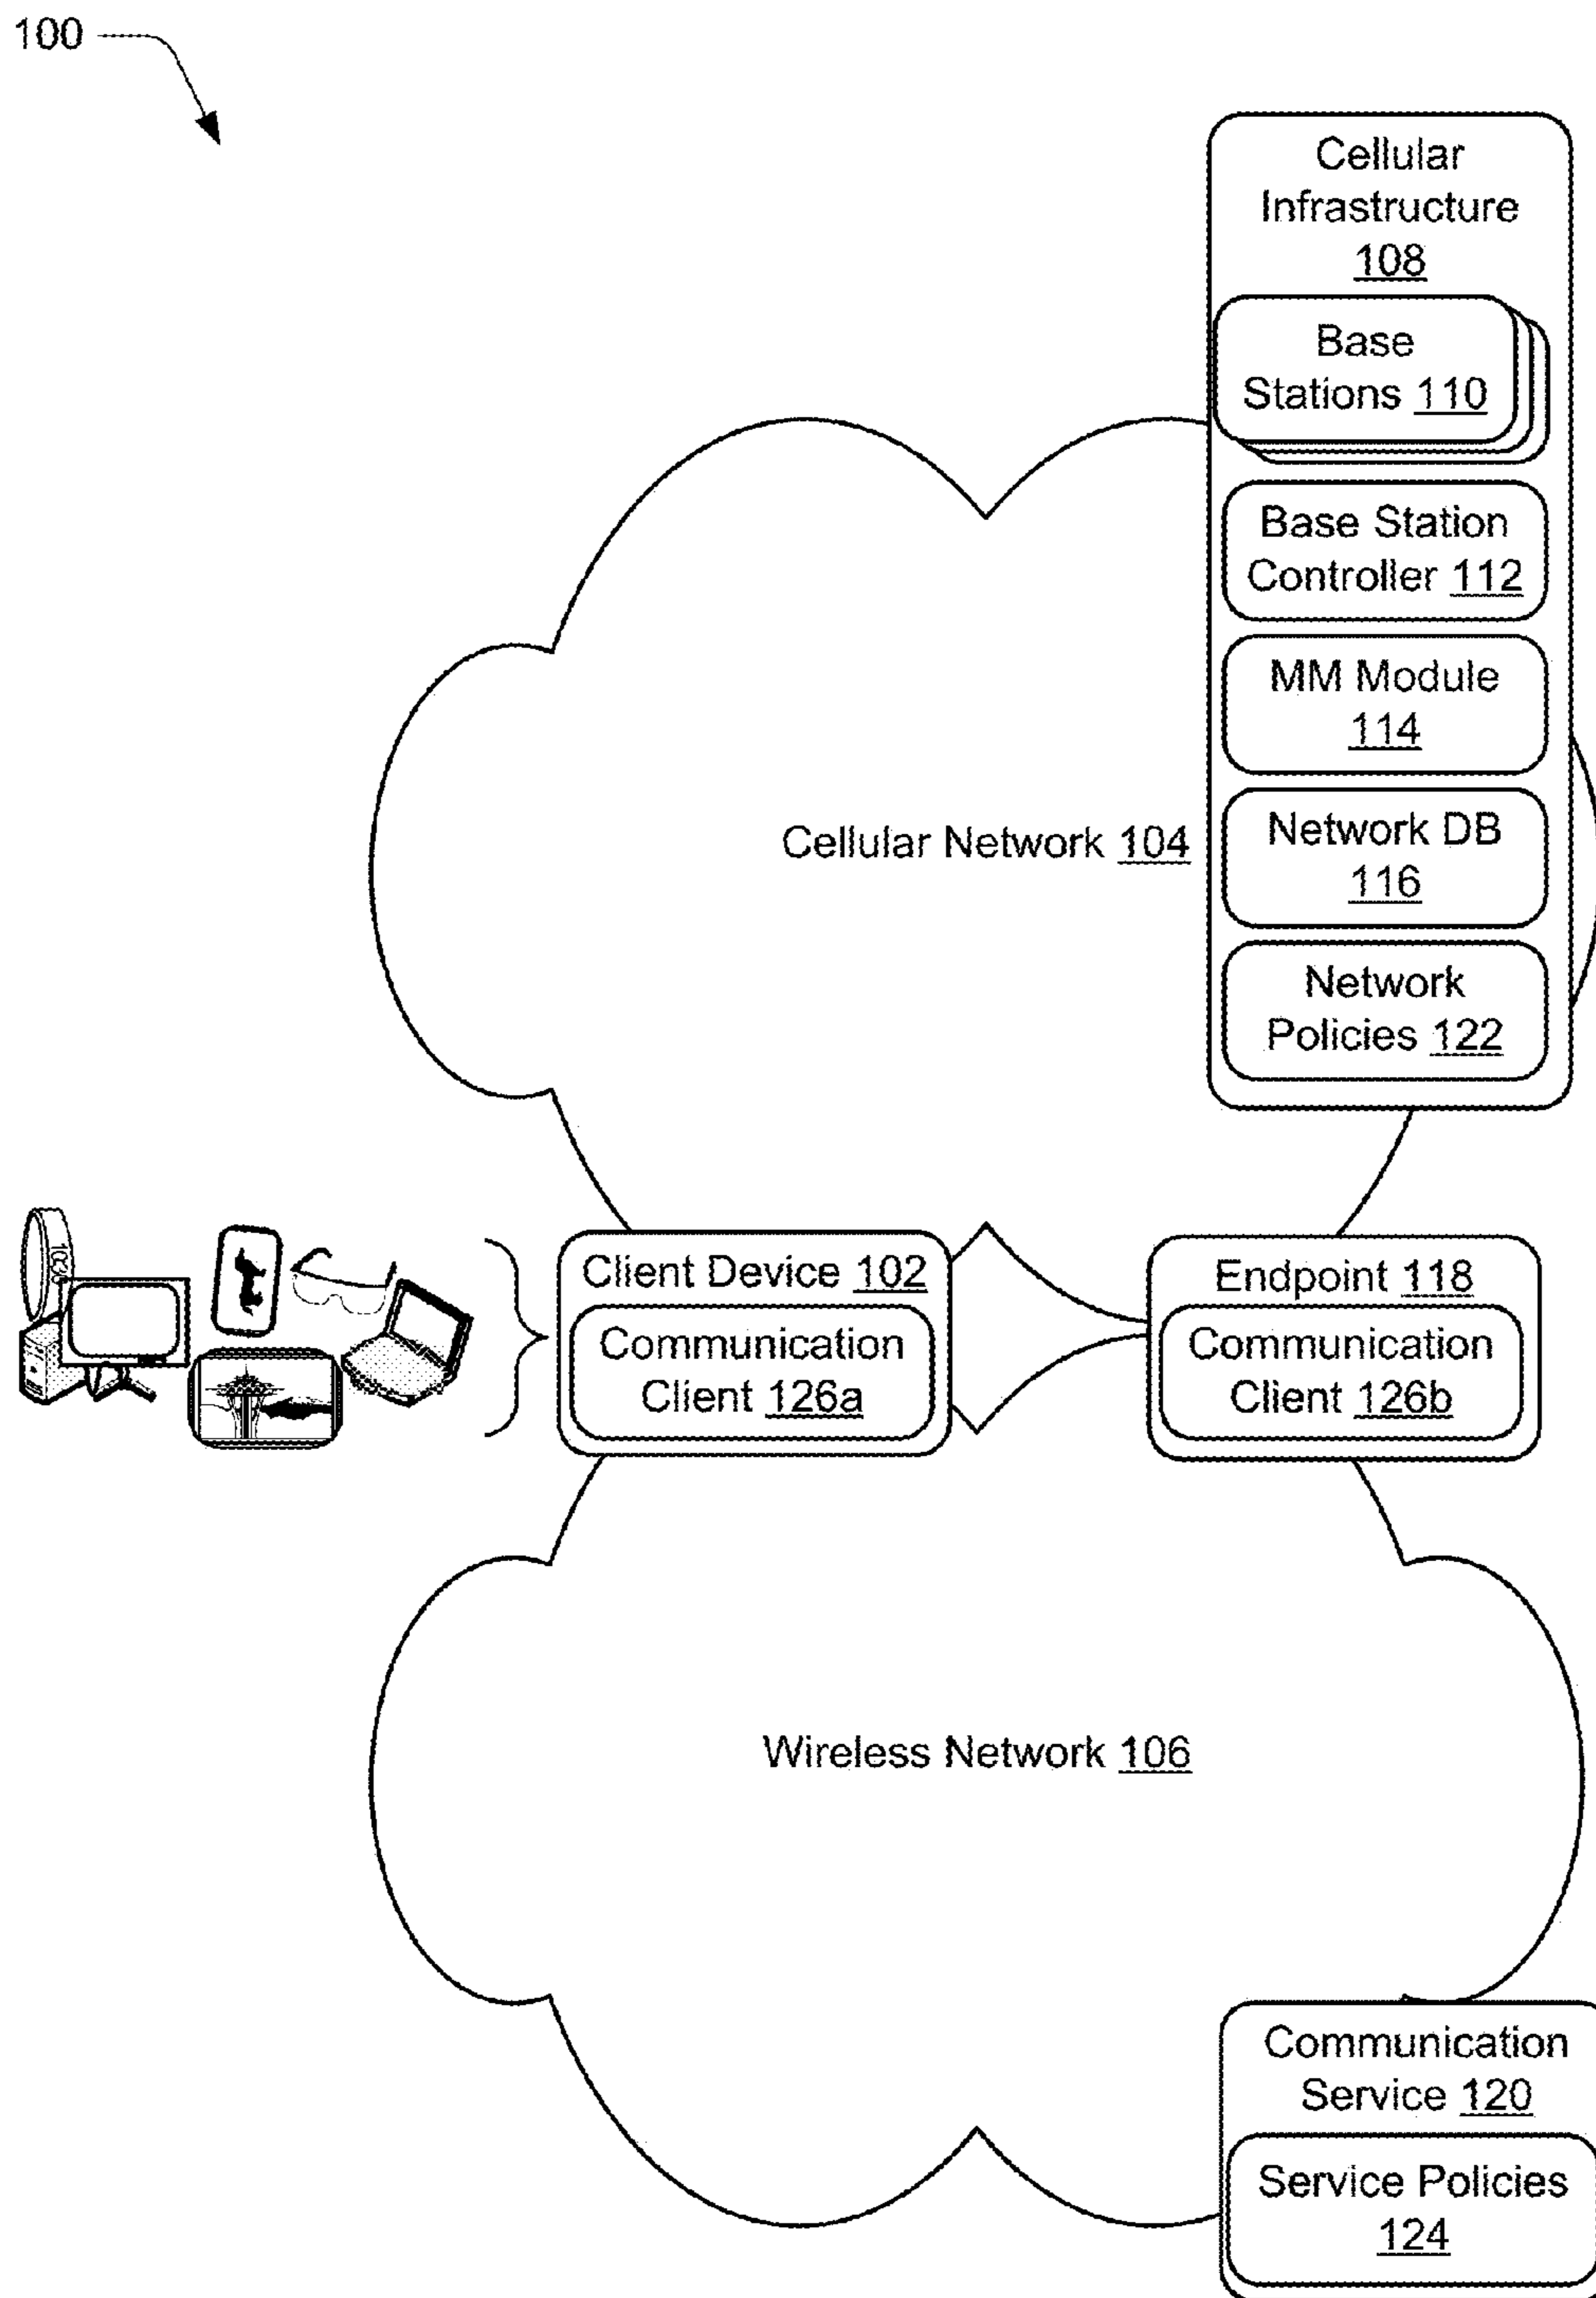 100
Cellular
Infrastructure
108
Base
Stations 110
Base Station
Controller 112
MM Module
114
Cellular Network 104
Network DB
116
Network
Policies 122
Client Device 102
Communication
Client 126a
Endpoint 118
Communication
Client 126b
Wireless Network 106
Communication
Service 120
Service Policies
124